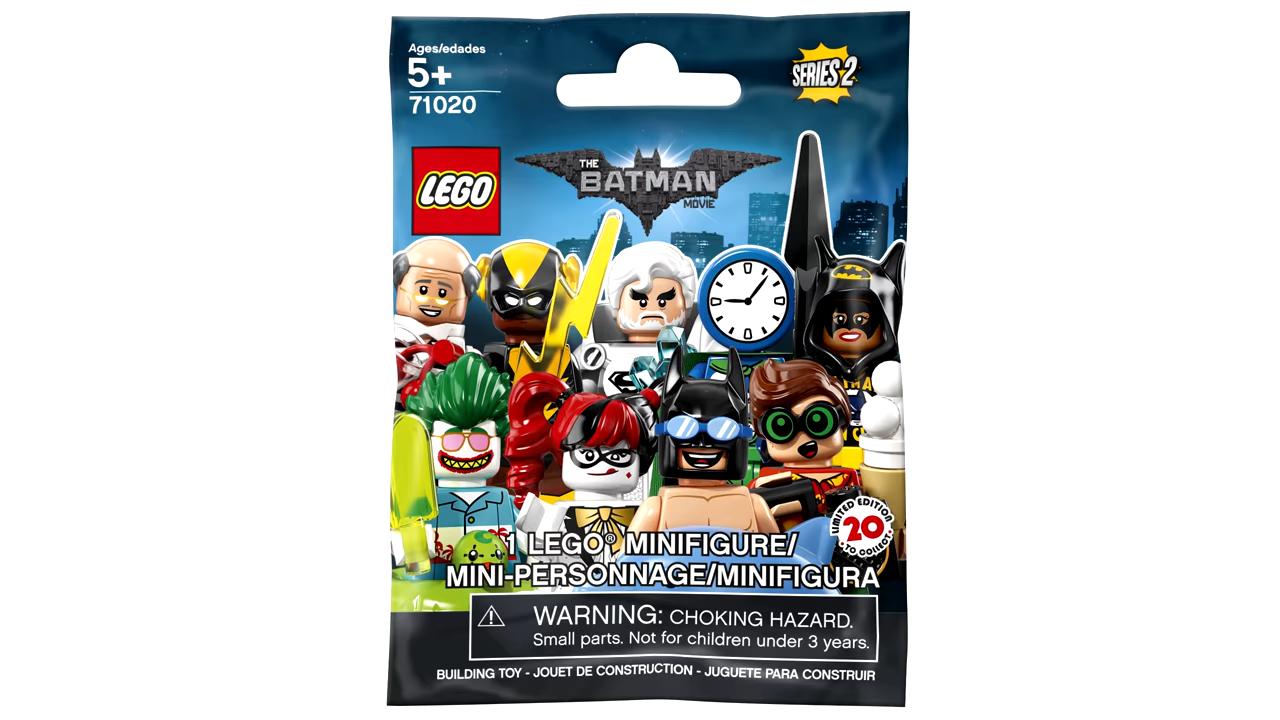 Ages/edades
5+
71020
SERIES 2
LEGO
THE
BATMAN
MOVIE
LIMITED EDITION
20
TO COLLECT
1 LEGO® MINIFIGURE/
MINI-PERSONNAGE/MINIFIGURA
WARNING: CHOKING HAZARD.
Small parts. Not for children under 3 years.
BUILDING TOY - JOUET DE CONSTRUCTION - JUGUETE PARA CONSTRUIR